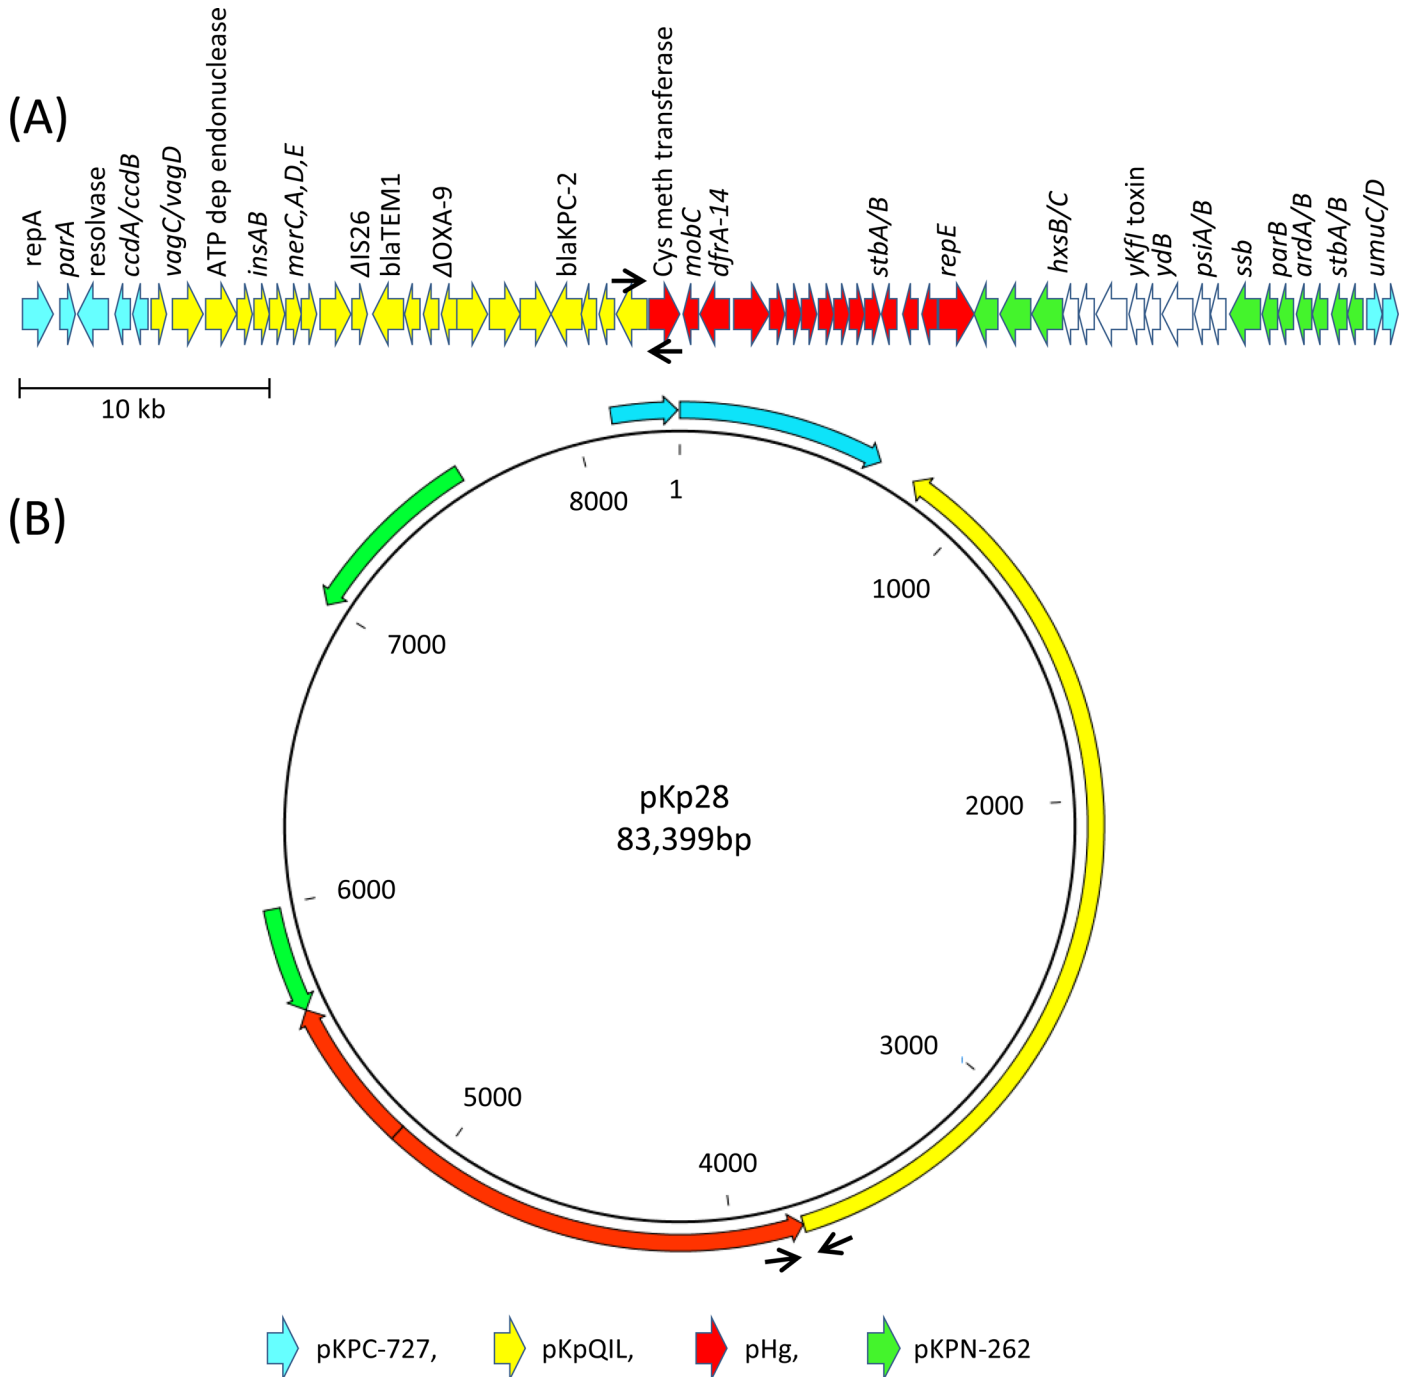 (A)
repA
parA
resolvase
ccdA/ccdB
vagC/vagD
ATP dep endonuclease
insAB
merC,A,D,E
ΔIS26
blaTEM1
ΔOXA-9
blaKPC-2
Cys meth transferase
mobC
dfrA-14
stbA/B
repE
hxsB/C
yKfI toxin
ydB
psiA/B
ssb
parB
ardA/B
stbA/B
umuC/D
10 kb
(B)
8000
1
1000
7000
2000
pKp28
83,399bp
6000
3000
5000
4000
pKPC-727,
pKpQIL,
pHg,
pKPN-262